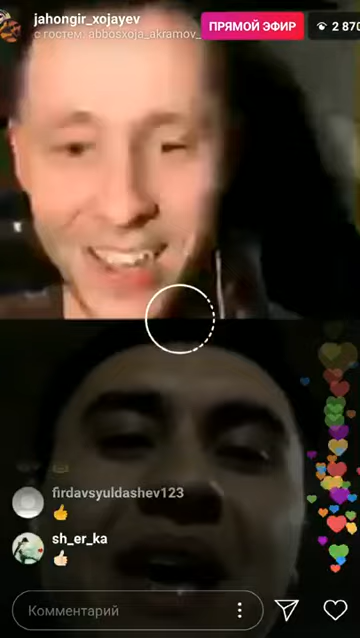 jahongir_xojayev
с гостем: abbosxoja_akramov_
ПРЯМОЙ ЭФИР
2 870
firdavsyuldashev123
👍
sh_er_ka
👍🏻
Комментарий